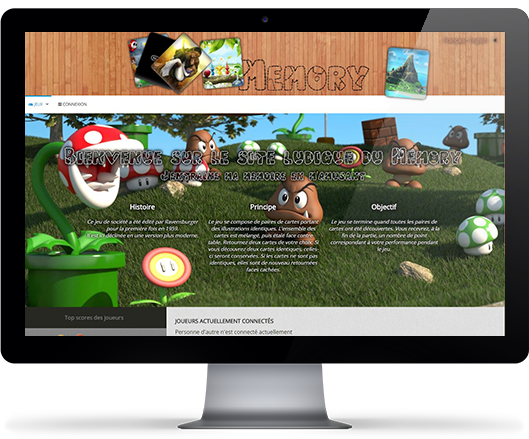 Memory
JEUX
CONNEXION
Bienvenue sur le site ludique du Memory
J'entraine ma memoire en m'amusant
Histoire
Ce jeu de société a été édité par Ravensburger
pour la première fois en 1959.
Il est ici déclinée en une version plus moderne.
Principe
Le jeu se compose de paires de cartes portant
des illustrations identiques. L'ensemble des
cartes est mélangé, puis étalé face contre
table. Retournez deux cartes de votre choix. Si
vous découvrez deux cartes identiques, celles-
ci seront conservées. Si les cartes ne sont pas
identiques, elles sont de nouveau retournées
faces cachées.
Objectif
Le jeu se termine quand toutes les paires de
cartes ont été découvertes. Vous recevrez, à la
fin de la partie, un nombre de point
correspondant à votre performance pendant
le jeu.
Top scores des joueurs
JOUEURS ACTUELLEMENT CONNECTÉS
Personne d'autre n'est connecté actuellement